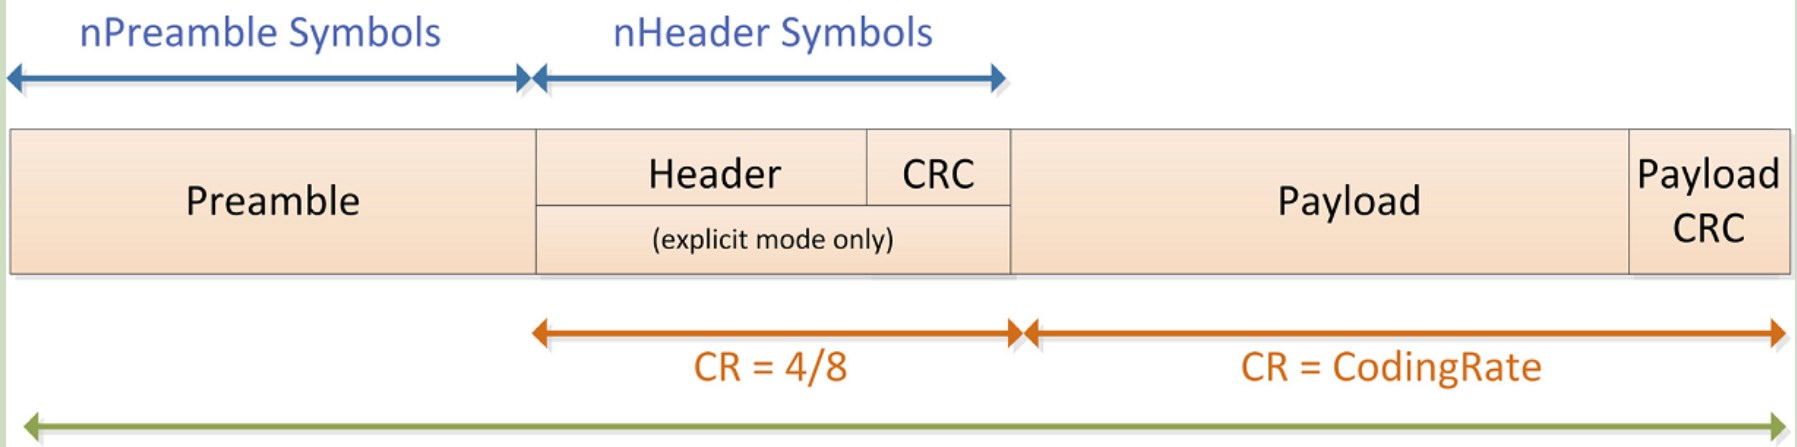 nPreamble Symbols
nHeader Symbols
Preamble
Header
CRC
(explicit mode only)
Payload
Payload
CRC
CR = 4/8
CR = CodingRate